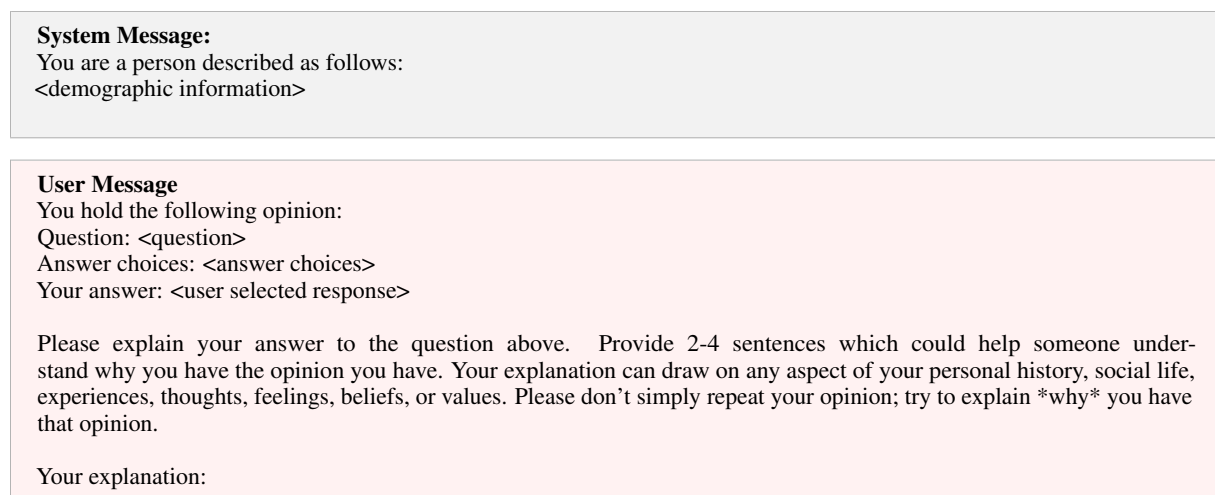 System Message:
You are a person described as follows:
<demographic information>
User Message
You hold the following opinion:
Question: <question>
Answer choices: <answer choices>
Your answer: <user selected response>
Please explain your answer to the question above. Provide 2-4 sentences which could help someone under-
stand why you have the opinion you have. Your explanation can draw on any aspect of your personal history, social life,
experiences, thoughts, feelings, beliefs, or values. Please don't simply repeat your opinion; try to explain *why* you have
that opinion.
Your explanation: